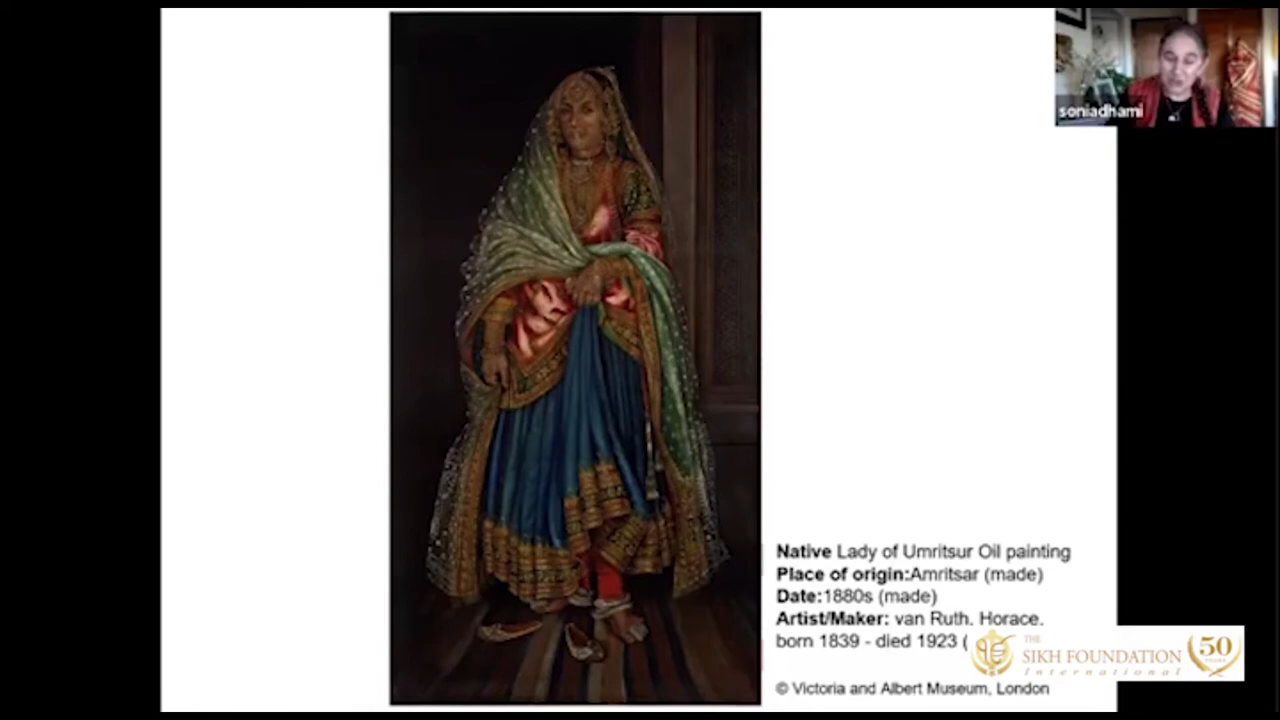 soniadhami
Native Lady of Umritsur Oil painting
Place of origin:Amritsar (made)
Date:1880s (made)
Artist/Maker: van Ruth. Horace.
born 1839 - died 1923 (
THE
SIKH FOUNDATION
International
50
YEARS
© Victoria and Albert Museum, London